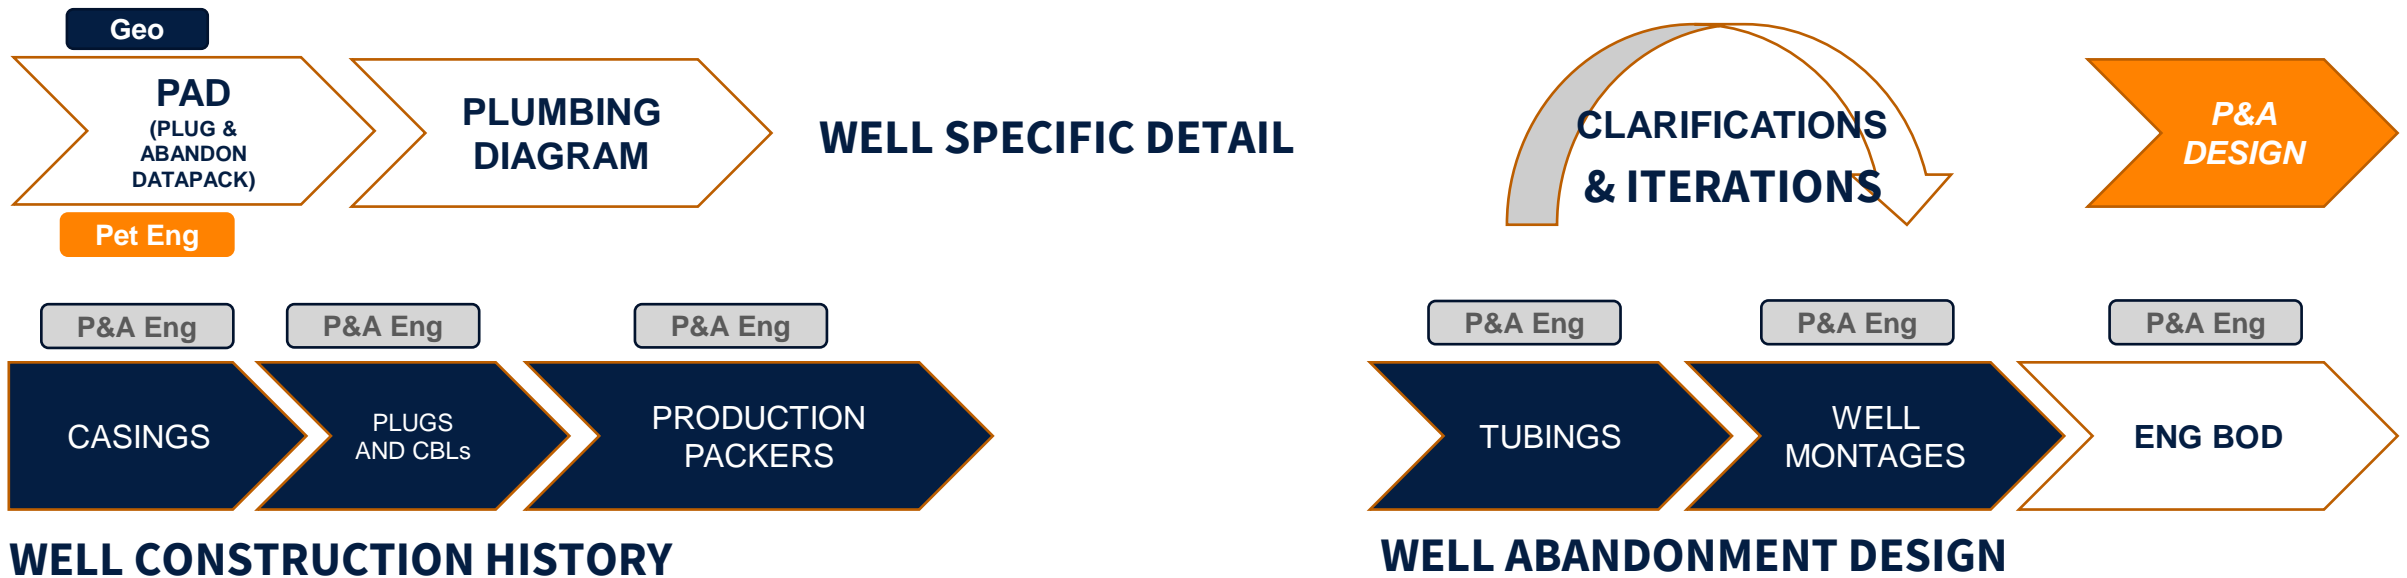 Geo
PAD
(PLUG &
ABANDON
DATAPACK)
Pet Eng
PLUMBING
DIAGRAM
WELL SPECIFIC DETAIL
CLARIFICATIONS
& ITERATIONS
P&A
DESIGN
P&A Eng
P&A Eng
P&A Eng
CASINGS
PLUGS
AND CBLs
PRODUCTION
PACKERS
WELL CONSTRUCTION HISTORY
P&A Eng
P&A Eng
P&A Eng
TUBINGS
WELL
MONTAGES
ENG BOD
WELL ABANDONMENT DESIGN